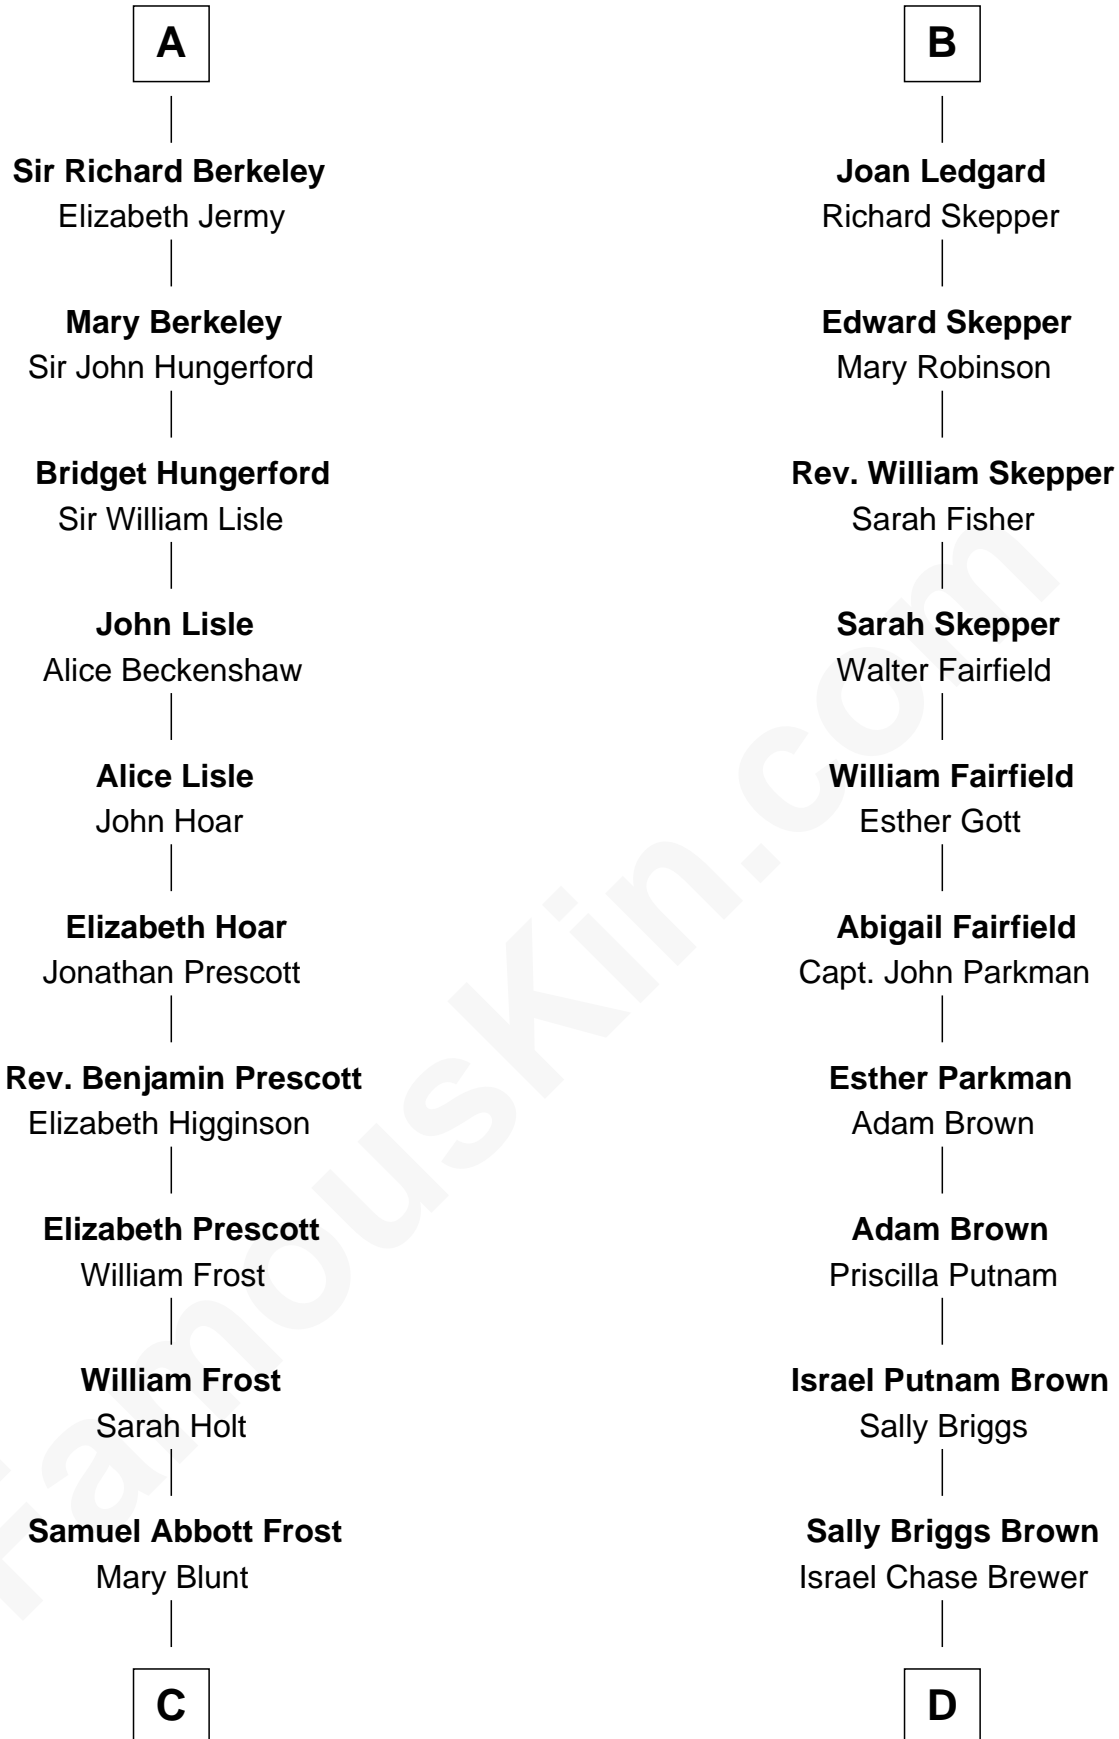 A
Sir Richard Berkeley
Elizabeth Jermy
Mary Berkeley
Sir John Hungerford
Bridget Hungerford
Sir William Lisle
John Lisle
Alice Beckenshaw
Alice Lisle
John Hoar
Elizabeth Hoar
Jonathan Prescott
Rev. Benjamin Prescott
Elizabeth Higginson
Elizabeth Prescott
William Frost
William Frost
Sarah Holt
Samuel Abbott Frost
Mary Blunt
C
B
Joan Ledgard
Richard Skepper
Edward Skepper
Mary Robinson
Rev. William Skepper
Sarah Fisher
Sarah Skepper
Walter Fairfield
William Fairfield
Esther Gott
Abigail Fairfield
Capt. John Parkman
Esther Parkman
Adam Brown
Adam Brown
Priscilla Putnam
Israel Putnam Brown
Sally Briggs
Sally Briggs Brown
Israel Chase Brewer
D
FamousKin.com